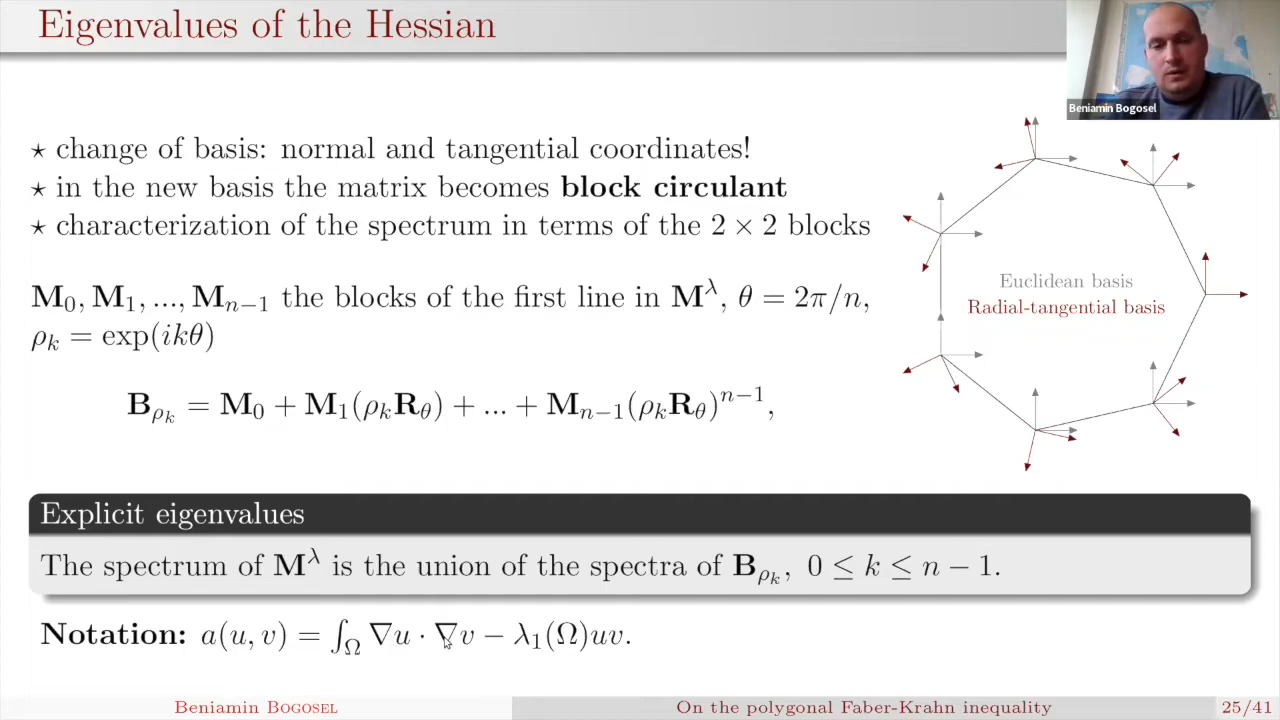 Eigenvalues of the Hessian
Beniamin Bogosel
⋆ change of basis: normal and tangential coordinates!
⋆ in the new basis the matrix becomes block circulant
⋆ characterization of the spectrum in terms of the 2 × 2 blocks
M₀, M₁, ..., Mₙ₋₁ the blocks of the first line in M^λ, θ = 2π/n,
ρₖ = exp(ikθ)
B_{ρₖ} = M₀ + M₁(ρₖR_θ) + ... + Mₙ₋₁(ρₖR_θ)^{n−1},
Euclidean basis
Radial-tangential basis
Explicit eigenvalues
The spectrum of M^λ is the union of the spectra of B_{ρₖ}, 0 ≤ k ≤ n − 1.
Notation: a(u, v) = ∫_Ω ∇u · ∇v − λ₁(Ω)uv.
Beniamin Bogosel
On the polygonal Faber-Krahn inequality
25/41